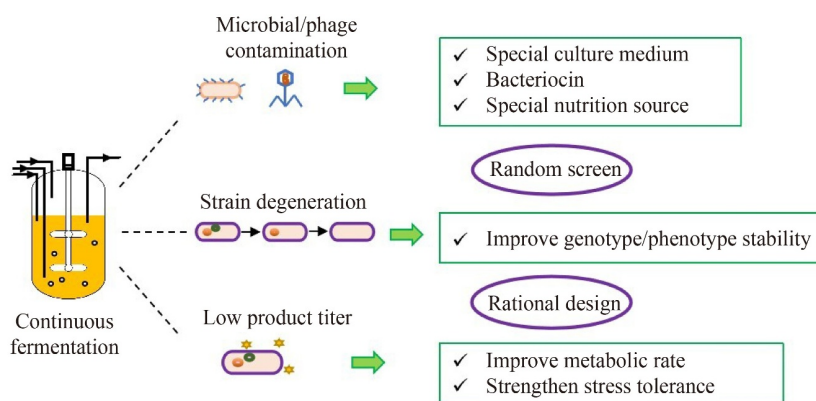 Microbial/phage
contamination
Special culture medium
Bacteriocin
Special nutrition source
Random screen
Strain degeneration
Improve genotype/phenotype stability
Rational design
Continuous
fermentation
Low product titer
Improve metabolic rate
Strengthen stress tolerance